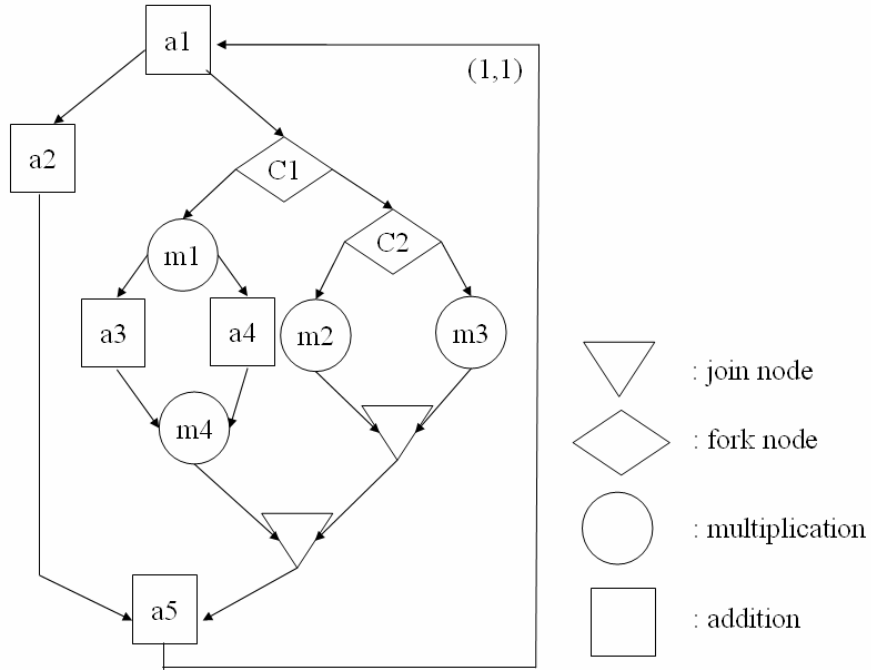 a1
(1,1)
a2
C1
C2
m1
a3
a4
m2
m3
m4
a5
: join node
: fork node
: multiplication
: addition